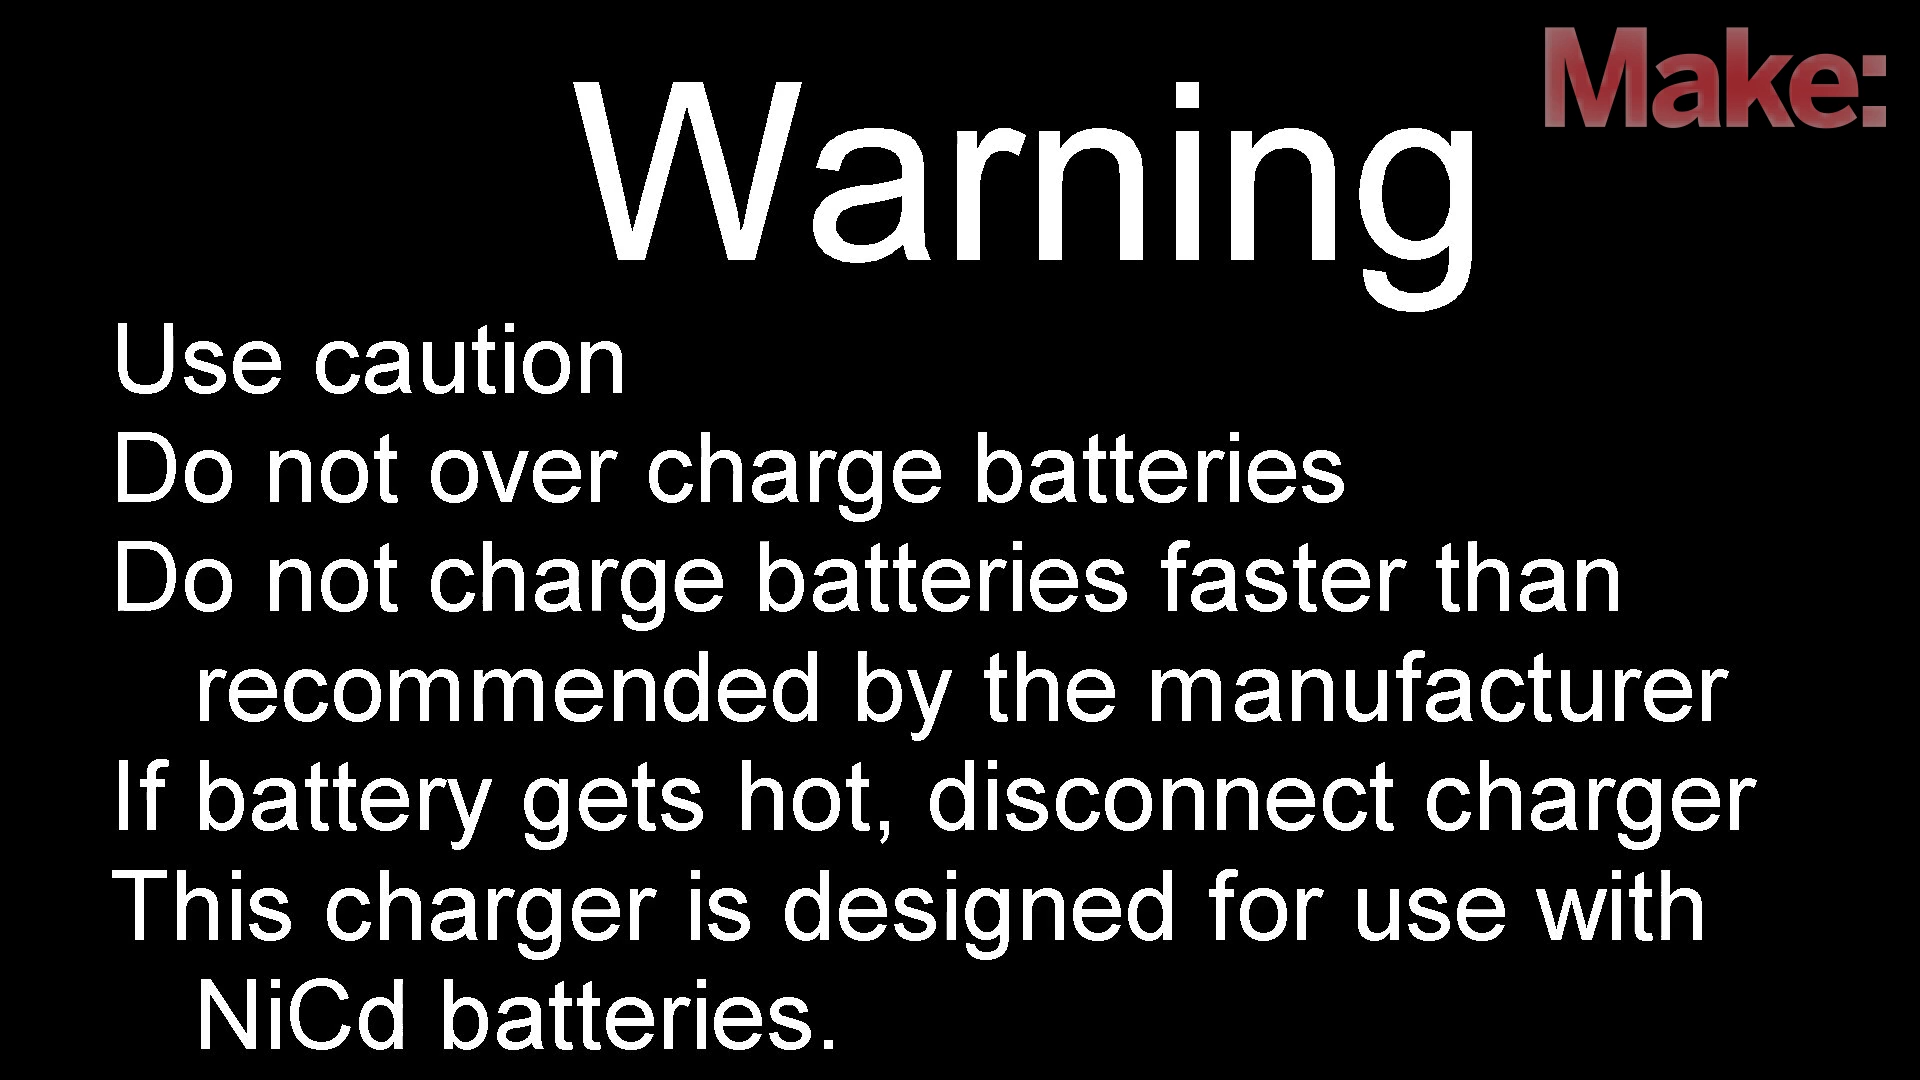 Make:
Warning
Use caution
Do not over charge batteries
Do not charge batteries faster than
recommended by the manufacturer
If battery gets hot, disconnect charger
This charger is designed for use with
NiCd batteries.